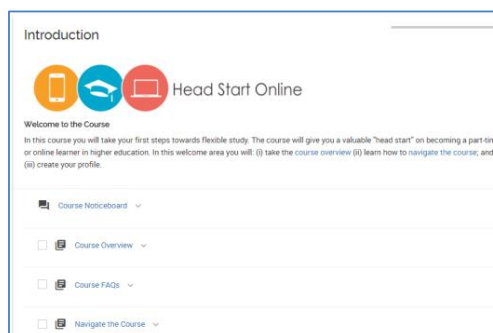 Introduction
Head Start Online
Welcome to the Course
In this course you will take your first steps towards flexible study. The course will give you a valuable "head start" on becoming a part-tin
or online learner in higher education. In this welcome area you will: (i) take the course overview (ii) learn how to navigate the course; and
(iii) create your profile.
Course Noticeboard
Course Overview
Course FAQs
Navigate the Course